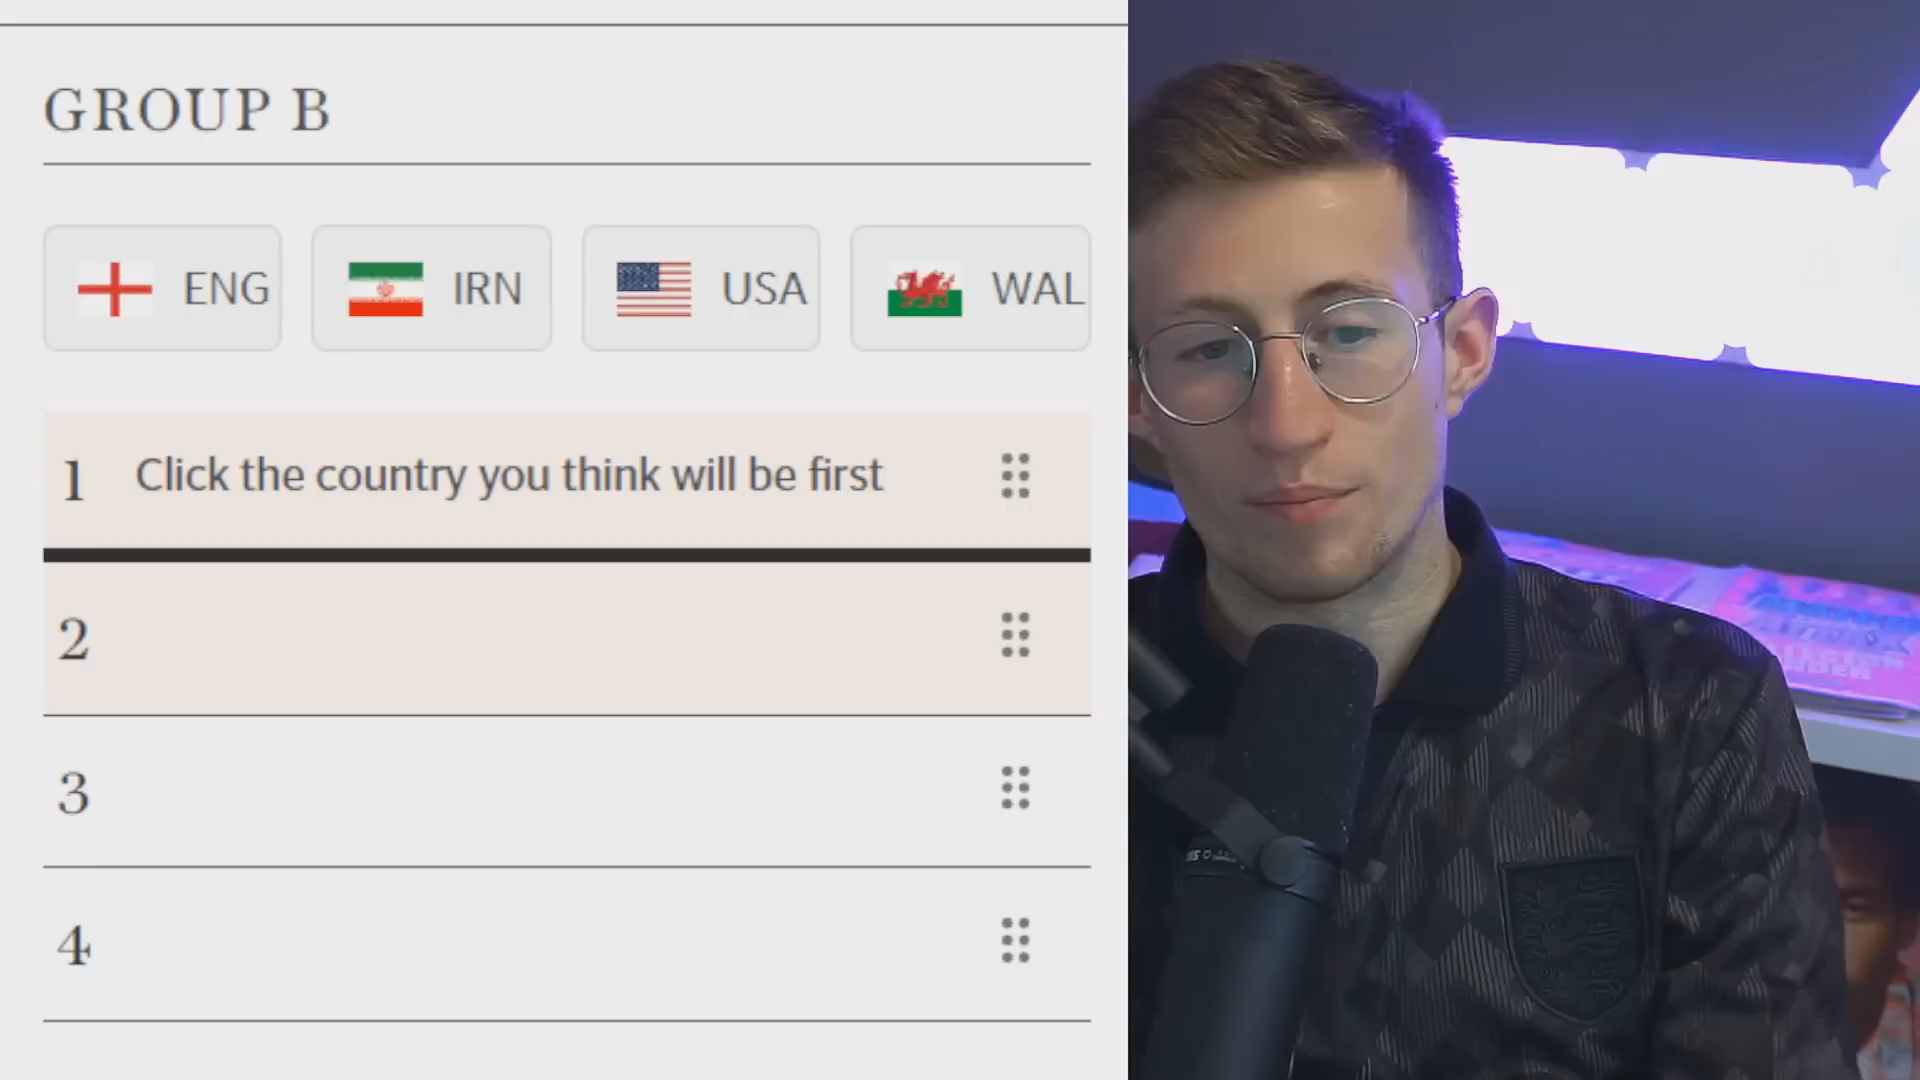 GROUP B
ENG
IRN
USA
WAL
1 Click the country you think will be first
2
3
4